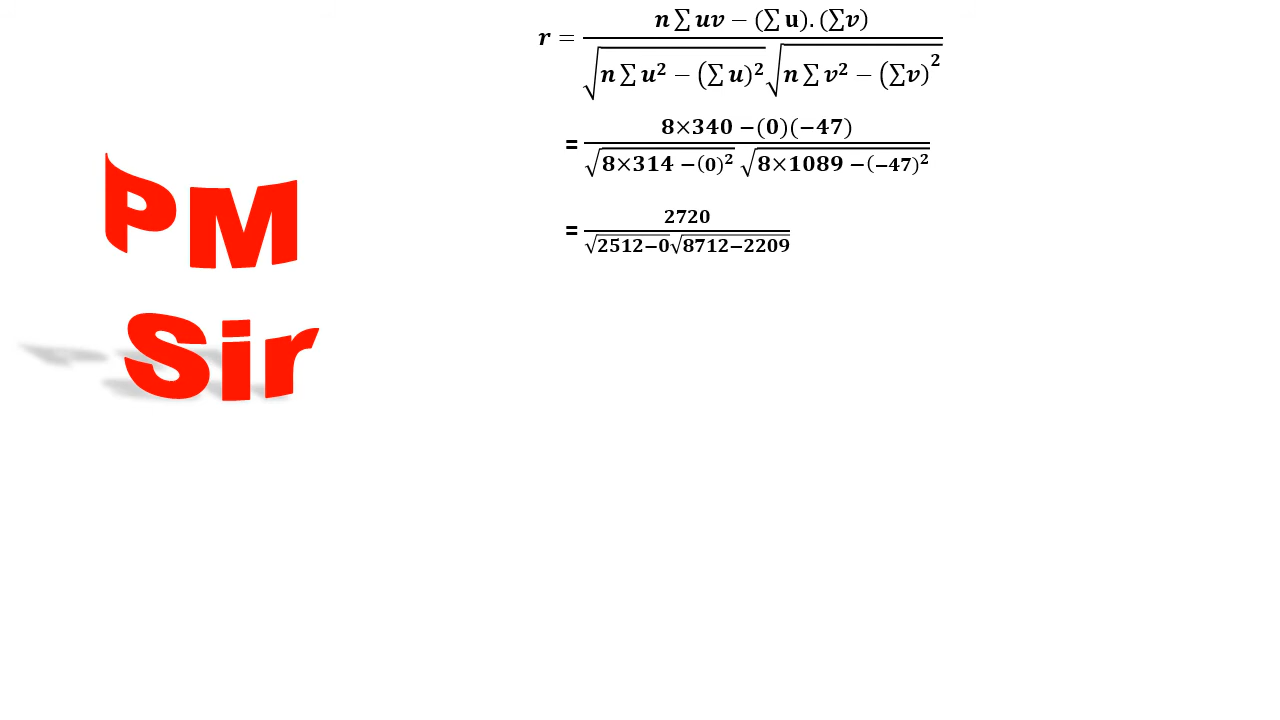 r = n ∑ uv − (∑ u). (∑v) / √(n ∑ u² − (∑ u)²) √(n ∑ v² − (∑v)²)
= 8×340 −(0)(−47) / √(8×314 −(0)²) √(8×1089 −(−47)²)
= 2720 / √(2512−0) √(8712−2209)
PM
Sir